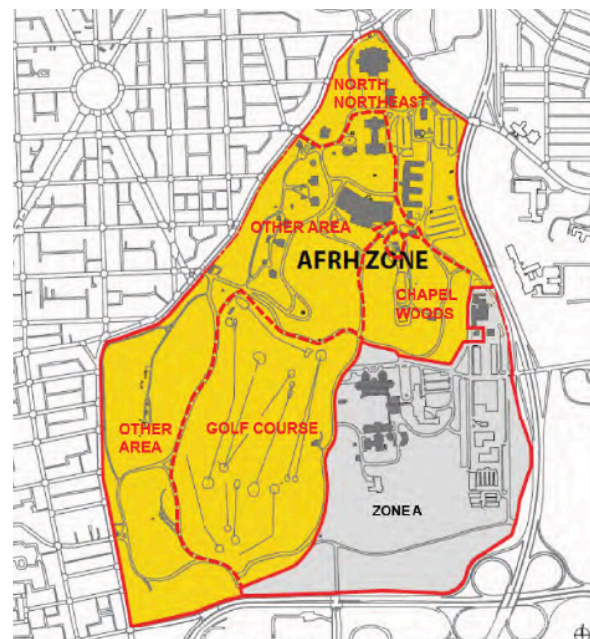 NORTH
NORTHEAST
OTHER AREA
AFRH ZONE
CHAPEL
WOODS
OTHER
AREA
GOLF COURSE
ZONE A